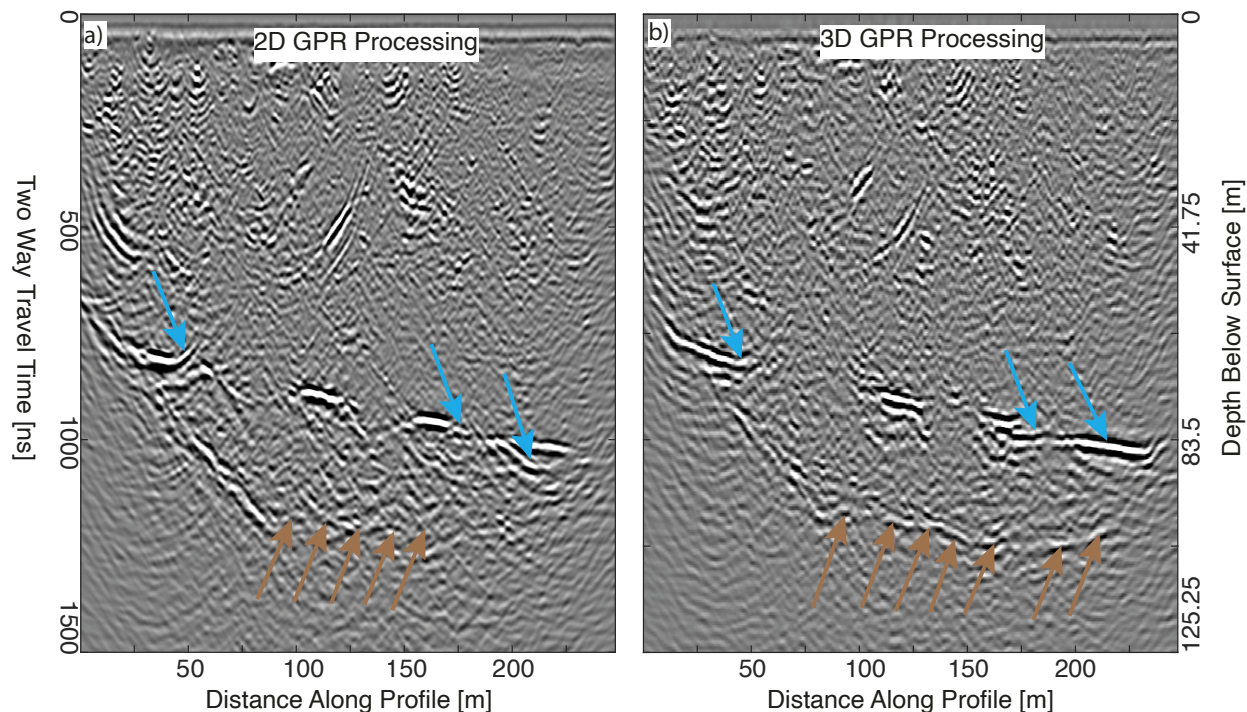 a)
2D GPR Processing
b)
3D GPR Processing
0
500
1000
1500
Two Way Travel Time [ns]
50
100
150
200
Distance Along Profile [m]
50
100
150
200
Distance Along Profile [m]
0
41.75
83.5
125.25
Depth Below Surface [m]